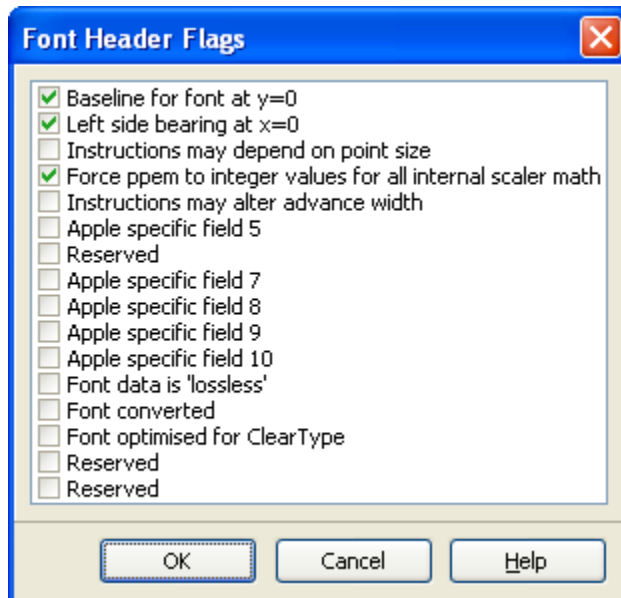 Font Header Flags
Baseline for font at y=0
Left side bearing at x=0
Instructions may depend on point size
Force ppem to integer values for all internal scaler math
Instructions may alter advance width
Apple specific field 5
Reserved
Apple specific field 7
Apple specific field 8
Apple specific field 9
Apple specific field 10
Font data is 'lossless'
Font converted
Font optimised for ClearType
Reserved
Reserved
OK Cancel Help